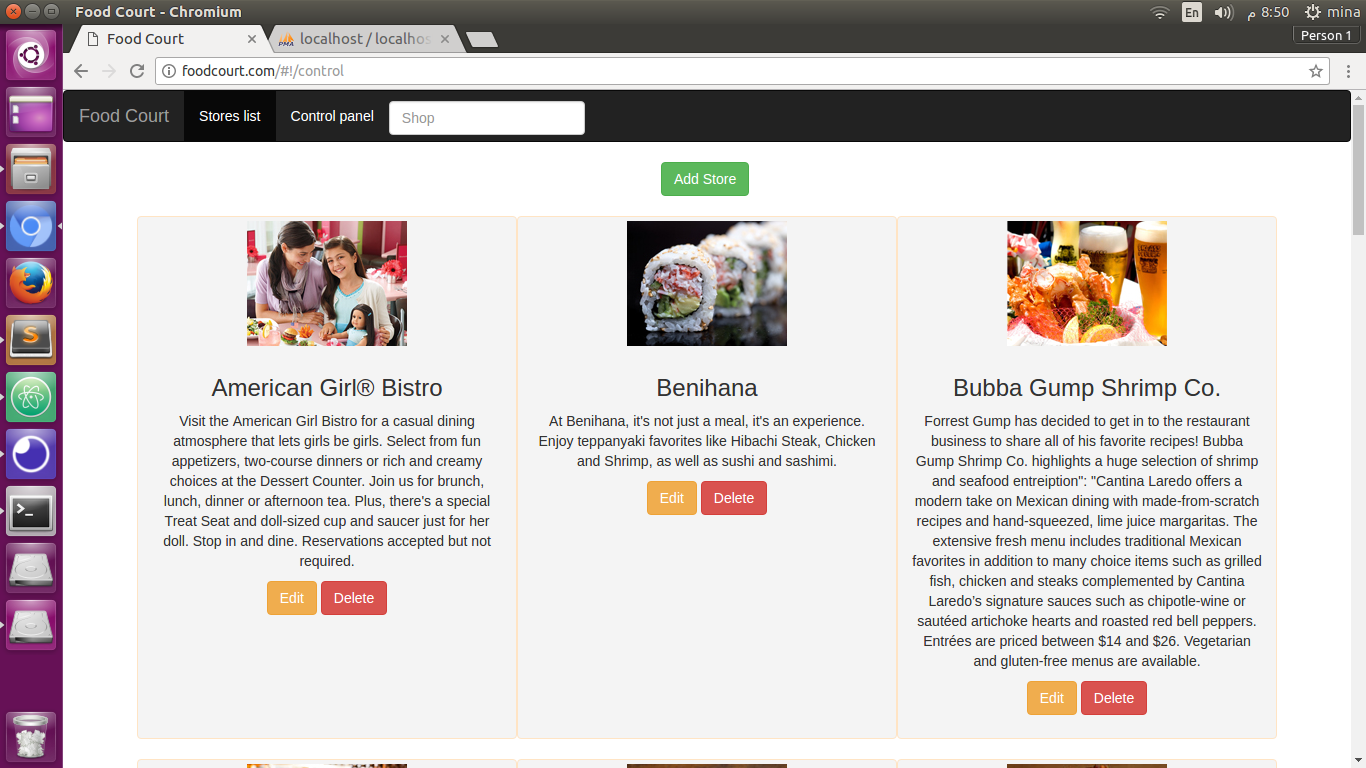 Food Court - Chromium
En
م 8:50
mina
Food Court
PMA
localhost / localhos
Person 1
foodcourt.com/#!/control
Food Court
Stores list
Control panel
Shop
Add Store
American Girl® Bistro
Visit the American Girl Bistro for a casual dining
atmosphere that lets girls be girls. Select from fun
appetizers, two-course dinners or rich and creamy
choices at the Dessert Counter. Join us for brunch,
lunch, dinner or afternoon tea. Plus, there's a special
Treat Seat and doll-sized cup and saucer just for her
doll. Stop in and dine. Reservations accepted but not
required.
Edit
Delete
Benihana
At Benihana, it's not just a meal, it's an experience.
Enjoy teppanyaki favorites like Hibachi Steak, Chicken
and Shrimp, as well as sushi and sashimi.
Edit
Delete
Bubba Gump Shrimp Co.
Forrest Gump has decided to get in to the restaurant
business to share all of his favorite recipes! Bubba
Gump Shrimp Co. highlights a huge selection of shrimp
and seafood entreiption": "Cantina Laredo offers a
modern take on Mexican dining with made-from-scratch
recipes and hand-squeezed, lime juice margaritas. The
extensive fresh menu includes traditional Mexican
favorites in addition to many choice items such as grilled
fish, chicken and steaks complemented by Cantina
Laredo's signature sauces such as chipotle-wine or
sautéed artichoke hearts and roasted red bell peppers.
Entrées are priced between $14 and $26. Vegetarian
and gluten-free menus are available.
Edit
Delete